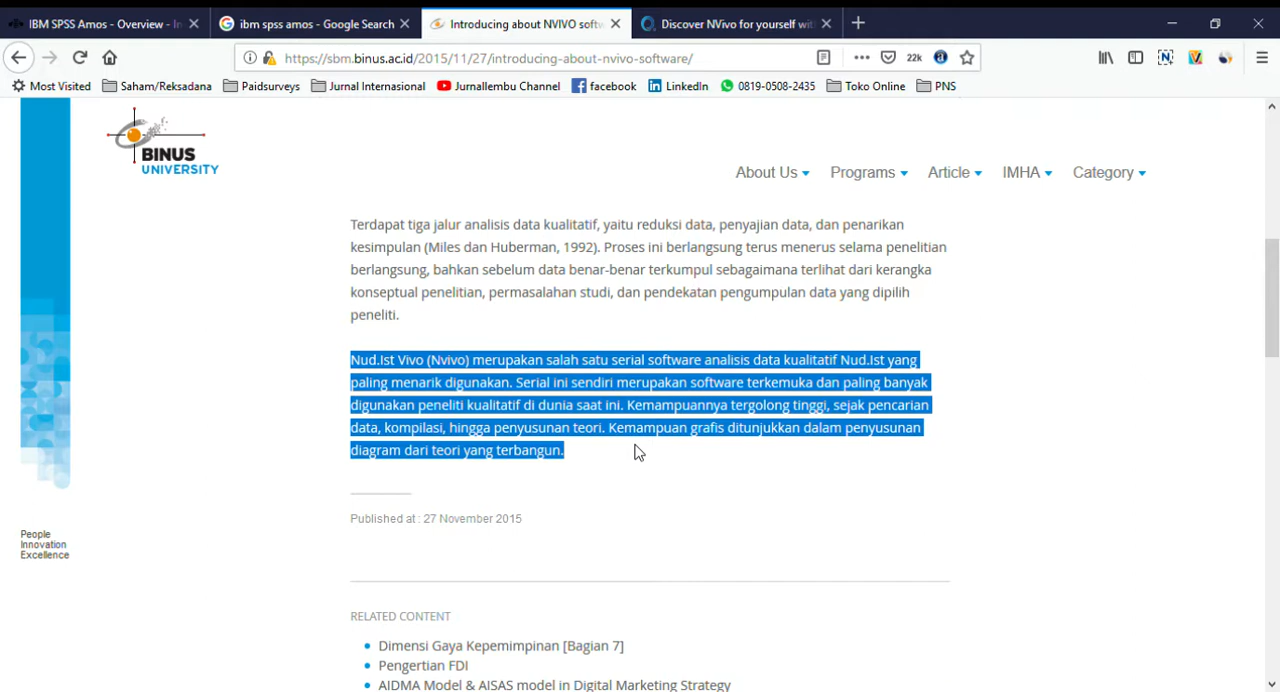 IBM SPSS Amos - Overview - In
ibm spss amos - Google Search
Introducing about NVIVO softw
Discover NVivo for yourself wit
https://sbm.binus.ac.id/2015/11/27/introducing-about-nvivo-software/
22k
Most Visited
Saham/Reksadana
Paidsurveys
Jurnal Internasional
Jurnallembu Channel
facebook
LinkedIn
0819-0508-2435
Toko Online
PNS
BINUS
UNIVERSITY
About Us
Programs
Article
IMHA
Category
Terdapat tiga jalur analisis data kualitatif, yaitu reduksi data, penyajian data, dan penarikan
kesimpulan (Miles dan Huberman, 1992). Proses ini berlangsung terus menerus selama penelitian
berlangsung, bahkan sebelum data benar-benar terkumpul sebagaimana terlihat dari kerangka
konseptual penelitian, permasalahan studi, dan pendekatan pengumpulan data yang dipilih
peneliti.
Nud.Ist Vivo (Nvivo) merupakan salah satu serial software analisis data kualitatif Nud.Ist yang
paling menarik digunakan. Serial ini sendiri merupakan software terkemuka dan paling banyak
digunakan peneliti kualitatif di dunia saat ini. Kemampuannya tergolong tinggi, sejak pencarian
data, kompilasi, hingga penyusunan teori. Kemampuan grafis ditunjukkan dalam penyusunan
diagram dari teori yang terbangun.
Published at : 27 November 2015
People
Innovation
Excellence
RELATED CONTENT
Dimensi Gaya Kepemimpinan [Bagian 7]
Pengertian FDI
AIDMA Model & AISAS model in Digital Marketing Strategy